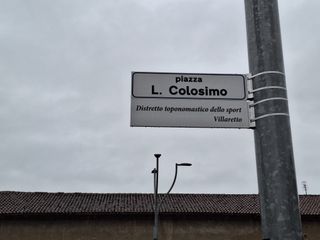 piazza
L. Colosimo
Distretto toponomastico dello sport
Villaretto